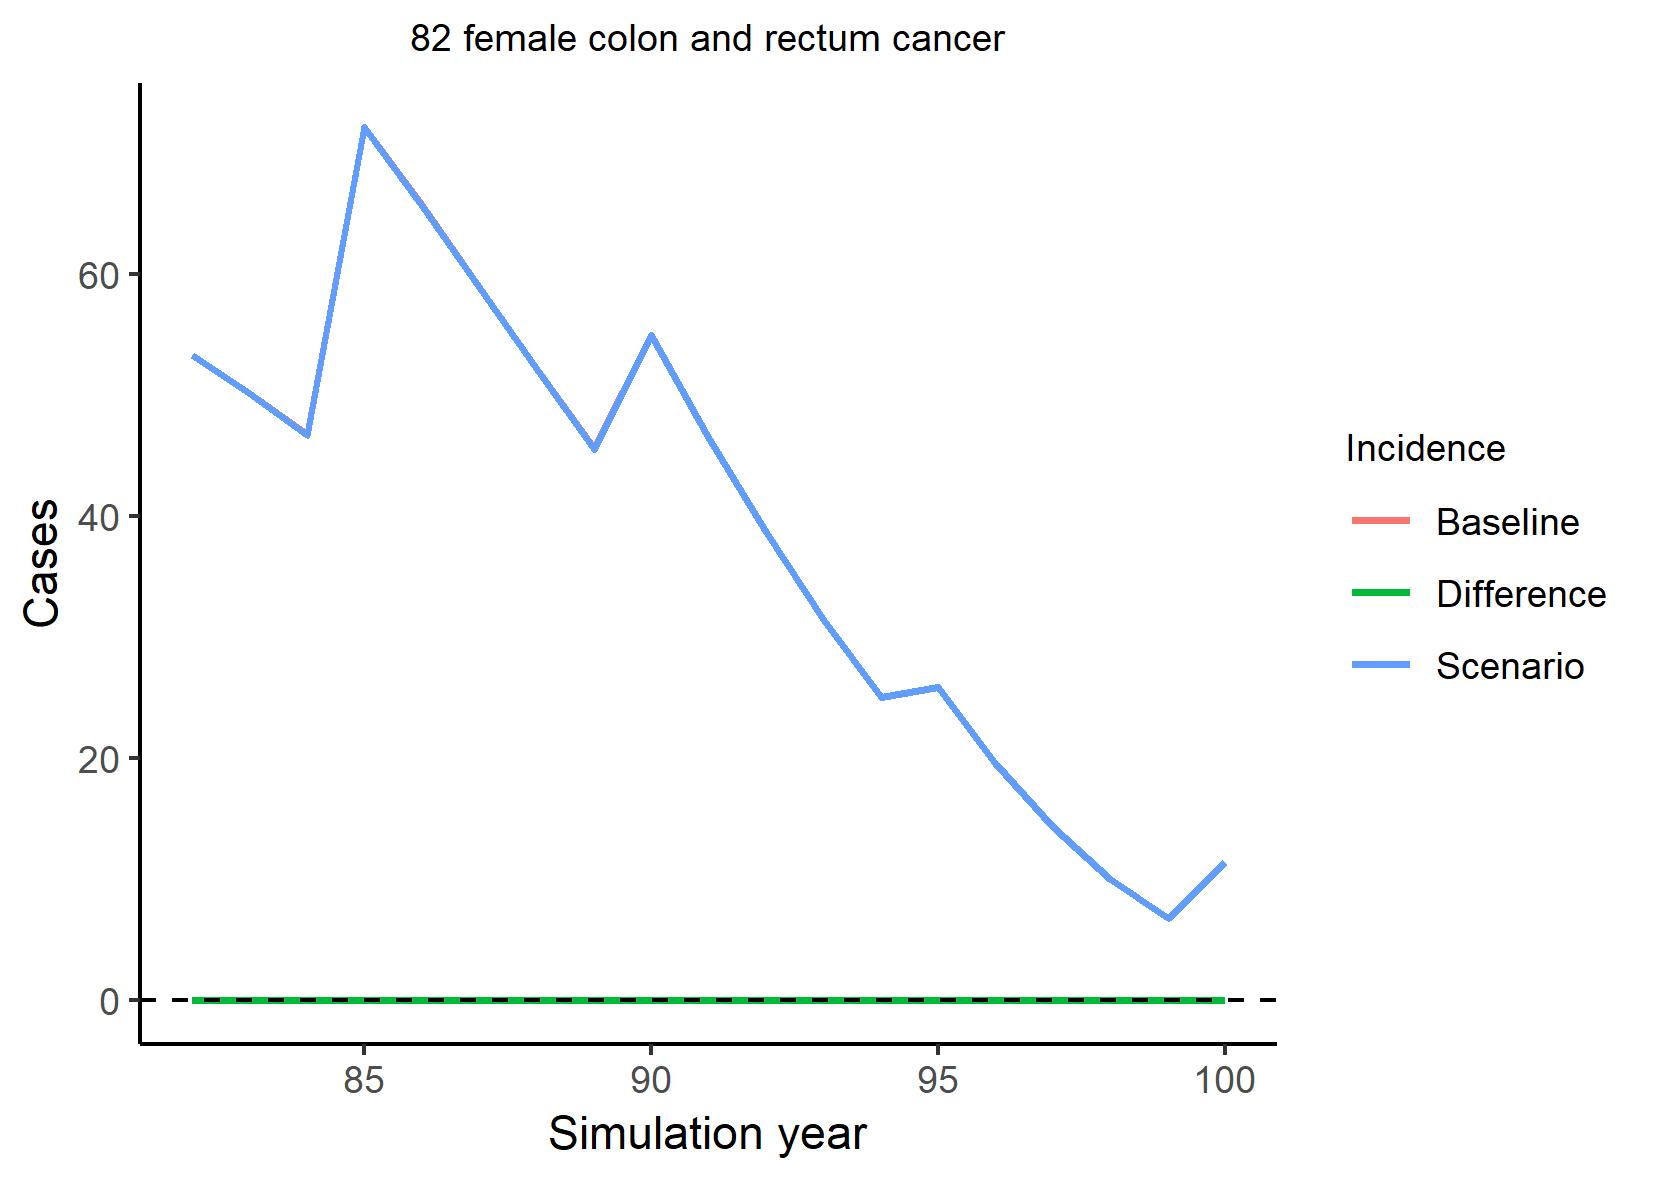 82 female colon and rectum cancer
Cases
60
40
20
0
85 90 95 100
Simulation year
Incidence
Baseline
Difference
Scenario